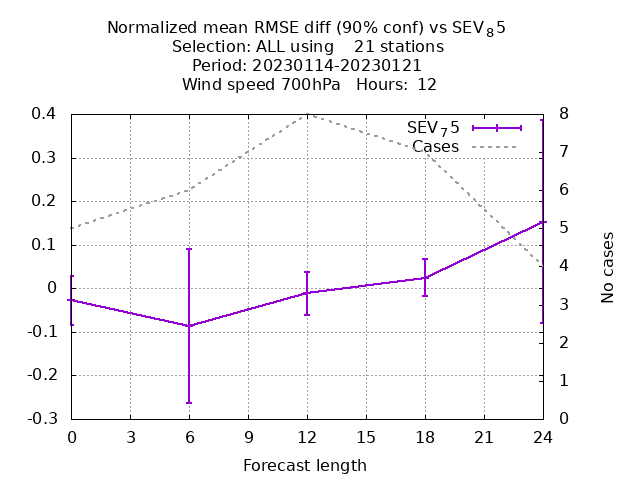 Normalized mean RMSE diff (90% conf) vs SEV₈5
Selection: ALL using    21 stations
Period: 20230114-20230121
Wind speed 700hPa   Hours:  12
0.4
0.3
0.2
0.1
0
-0.1
-0.2
-0.3
8
7
6
5
4
3
2
1
0
SEV₇5
Cases
No cases
0 3 6 9 12 15 18 21 24
Forecast length